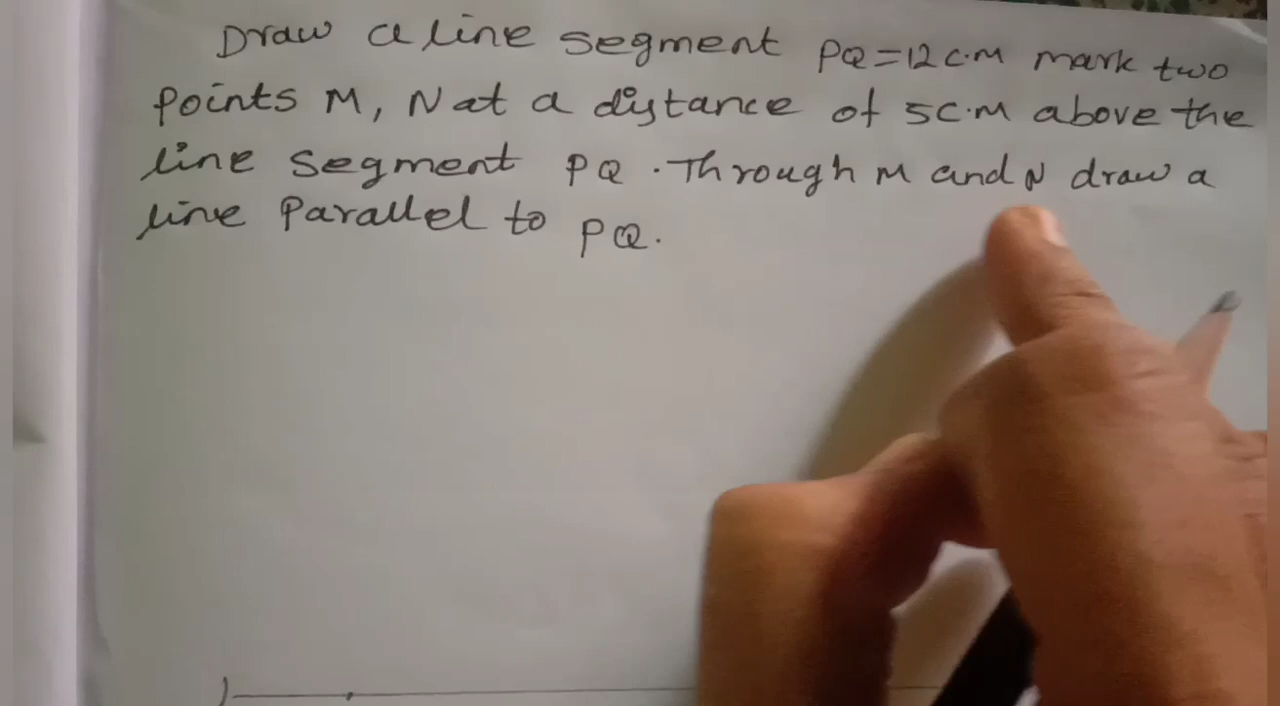 Draw a line segment PQ=12C.M mark two
Points M, N at a distance of 5C.M above the
line segment PQ. Through M and N draw a
line Parallel to PQ.